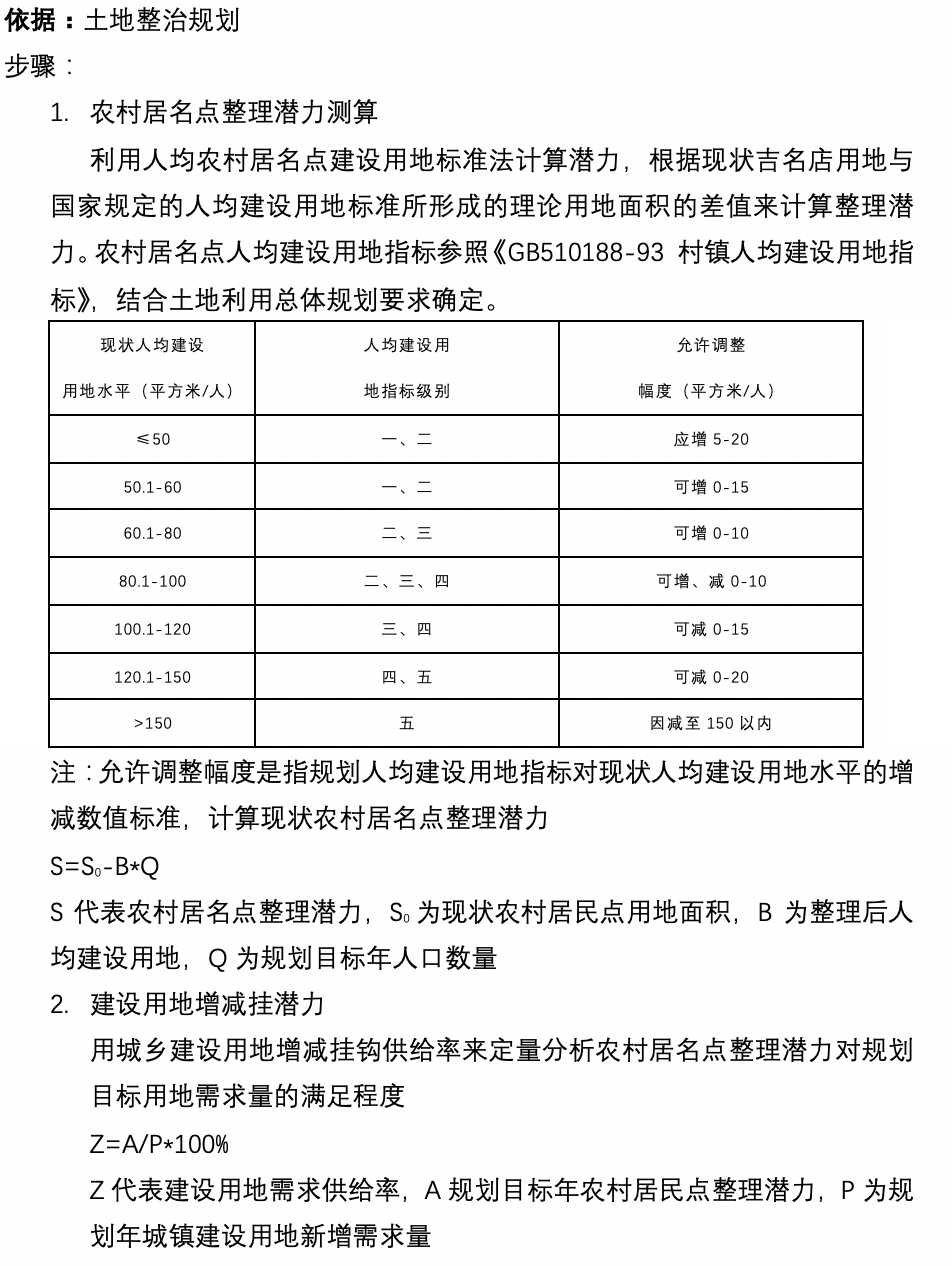 依据：土地整治规划
步骤：
1. 农村居名点整理潜力测算
利用人均农村居名点建设用地标准法计算潜力，根据现状吉名店用地与
国家规定的人均建设用地标准所形成的理论用地面积的差值来计算整理潜
力。农村居名点人均建设用地指标参照《GB510188-93 村镇人均建设用地指
标》，结合土地利用总体规划要求确定。
现状人均建设 人均建设用 允许调整
用地水平（平方米/人） 地指标级别 幅度（平方米/人）
≤50 一、二 应增 5-20
50.1-60 一、二 可增 0-15
60.1-80 二、三 可增 0-10
80.1-100 二、三、四 可增、减 0-10
100.1-120 三、四 可减 0-15
120.1-150 四、五 可减 0-20
>150 五 因减至 150 以内
注：允许调整幅度是指规划人均建设用地指标对现状人均建设用地水平的增
减数值标准，计算现状农村居名点整理潜力
S=S₀-B*Q
S 代表农村居名点整理潜力，S₀ 为现状农村居民点用地面积，B 为整理后人
均建设用地，Q 为规划目标年人口数量
2. 建设用地增减挂潜力
用城乡建设用地增减挂钩供给率来定量分析农村居名点整理潜力对规划
目标用地需求量的满足程度
Z=A/P*100%
Z 代表建设用地需求供给率，A 规划目标年农村居民点整理潜力，P 为规
划年城镇建设用地新增需求量